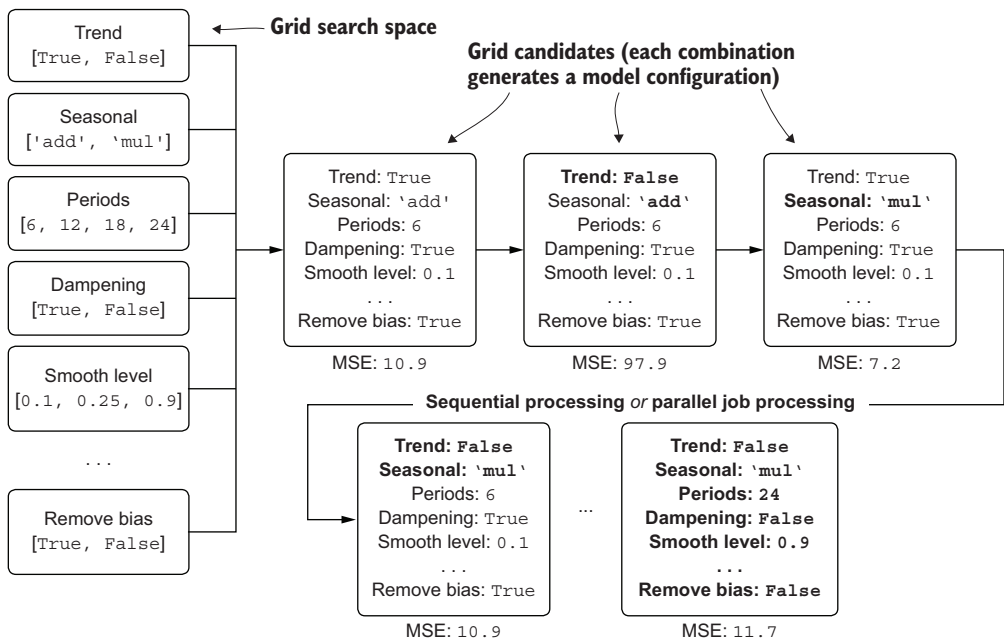 Trend
[True, False]
Grid search space
Grid candidates (each combination
generates a model configuration)
Seasonal
['add', ‘mul']
Periods
[6, 12, 18, 24]
Dampening
[True, False]
Smooth level
[0.1, 0.25, 0.9]
...
Remove bias
[True, False]
Trend: True
Seasonal: ‘add'
Periods: 6
Dampening: True
Smooth level: 0.1
...
Remove bias: True
MSE: 10.9
Trend: False
Seasonal: ‘add‘
Periods: 6
Dampening: True
Smooth level: 0.1
...
Remove bias: True
MSE: 97.9
Trend: True
Seasonal: ‘mul‘
Periods: 6
Dampening: True
Smooth level: 0.1
...
Remove bias: True
MSE: 7.2
Sequential processing or parallel job processing
Trend: False
Seasonal: ‘mul‘
Periods: 6
Dampening: True
Smooth level: 0.1
...
Remove bias: True
MSE: 10.9
...
Trend: False
Seasonal: ‘mul‘
Periods: 24
Dampening: False
Smooth level: 0.9
...
Remove bias: False
MSE: 11.7